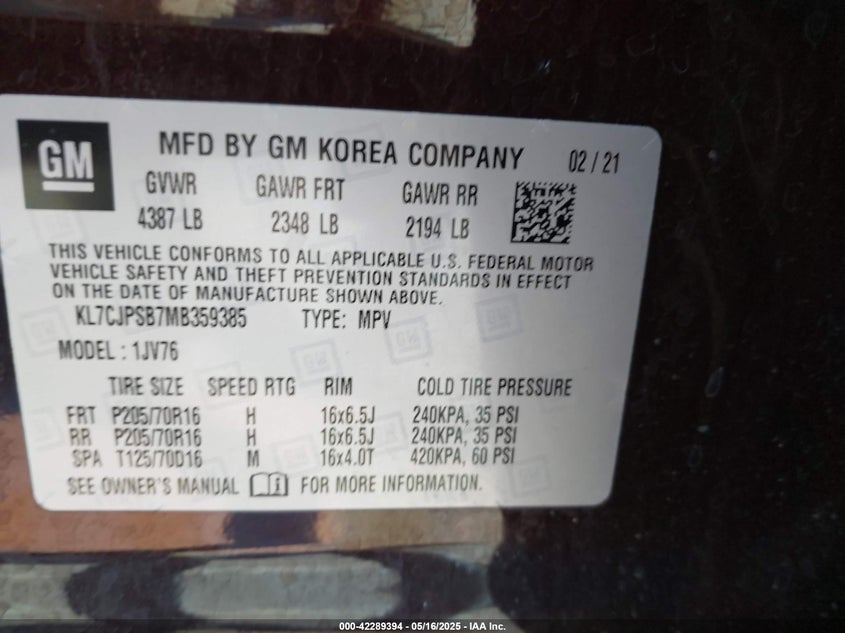 GM
MFD BY GM KOREA COMPANY 02 / 21
GVWR GAWR FRT GAWR RR
4387 LB 2348 LB 2194 LB
THIS VEHICLE CONFORMS TO ALL APPLICABLE U.S. FEDERAL MOTOR
VEHICLE SAFETY AND THEFT PREVENTION STANDARDS IN EFFECT
ON THE DATE OF MANUFACTURE SHOWN ABOVE.
KL7CJPSB7MB359385 TYPE: MPV
MODEL : 1JV76
TIRE SIZE SPEED RTG RIM COLD TIRE PRESSURE
FRT P205/70R16 H 16x6.5J 240KPA, 35 PSI
RR P205/70R16 H 16x6.5J 240KPA, 35 PSI
SPA T125/70D16 M 16x4.0T 420KPA, 60 PSI
SEE OWNER'S MANUAL FOR MORE INFORMATION.
000-42289394 - 05/16/2025 - IAA Inc.